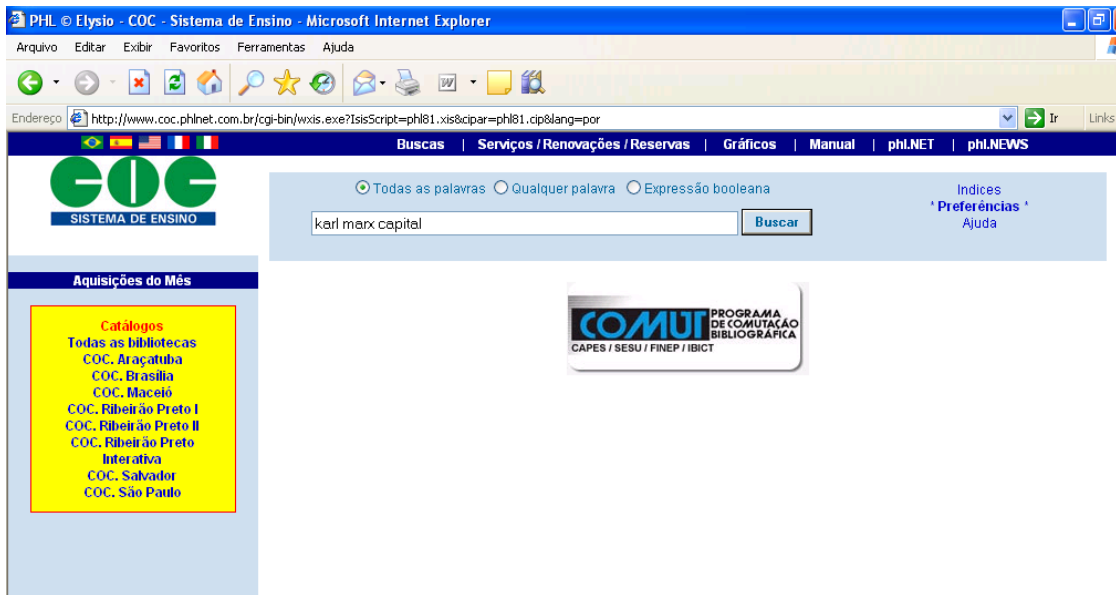 PHL © Elysio - COC - Sistema de Ensino - Microsoft Internet Explorer
Arquivo Editar Exibir Favoritos Ferramentas Ajuda
Endereço http://www.coc.phlnet.com.br/cgi-bin/wxis.exe?IsisScript=phl81.xis&cipar=phl81.cip&lang=por Ir Links
Buscas | Serviços / Renovações / Reservas | Gráficos | Manual | phl.NET | phl.NEWS
COC
SISTEMA DE ENSINO
Todas as palavras Qualquer palavra Expressão booleana
karl marx capital Buscar
Indices
* Preferências *
Ajuda
Aquisições do Mês
Catálogos
Todas as bibliotecas
COC. Araçatuba
COC. Brasília
COC. Maceió
COC. Ribeirão Preto I
COC. Ribeirão Preto II
COC. Ribeirão Preto
Interativa
COC. Salvador
COC. São Paulo
COMUT PROGRAMA
DE COMUTAÇÃO
BIBLIOGRÁFICA
CAPES / SESU / FINEP / IBICT